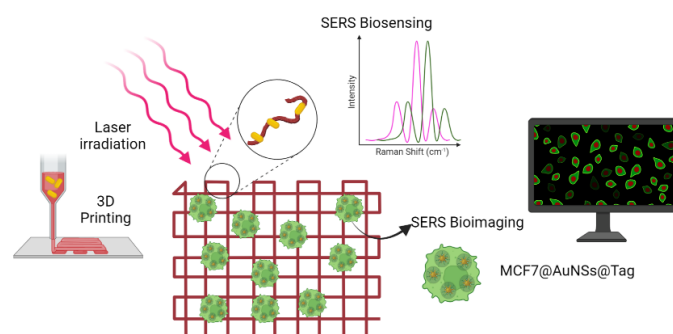 SERS Biosensing
Intensity
Raman Shift (cm⁻¹)
Laser
irradiation
3D
Printing
SERS Bioimaging
MCF7@AuNSs@Tag